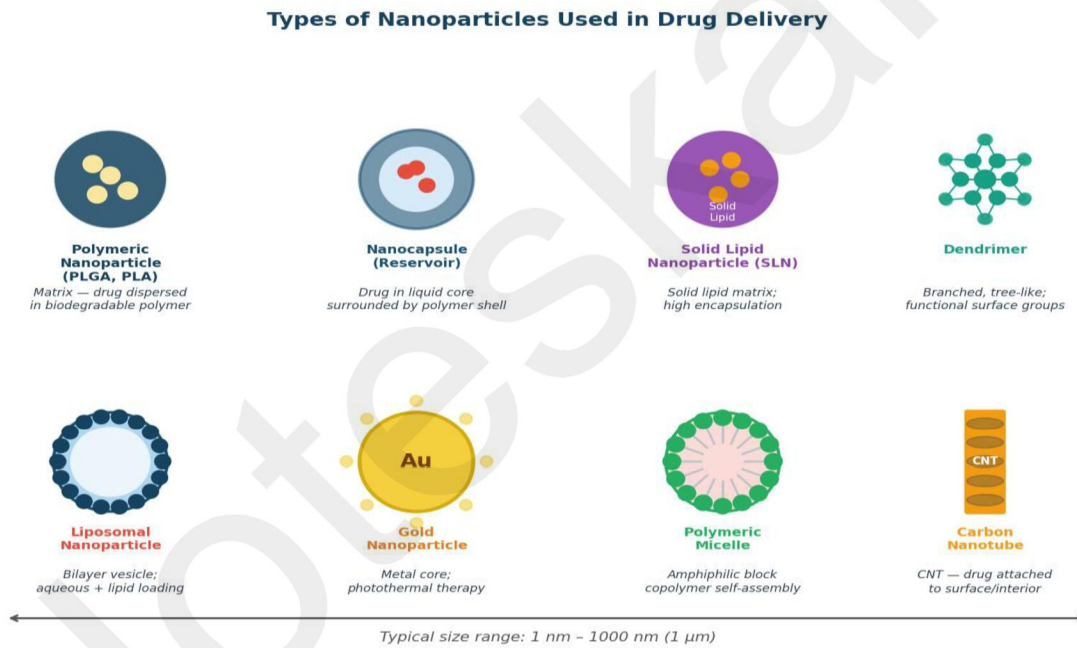 Types of Nanoparticles Used in Drug Delivery
Solid
Lipid
Polymeric
Nanoparticle
(PLGA, PLA)
Matrix — drug dispersed
in biodegradable polymer
Nanocapsule
(Reservoir)
Drug in liquid core
surrounded by polymer shell
Solid Lipid
Nanoparticle (SLN)
Solid lipid matrix;
high encapsulation
Dendrimer
Branched, tree-like;
functional surface groups
Au
CNT
Liposomal
Nanoparticle
Bilayer vesicle;
aqueous + lipid loading
Gold
Nanoparticle
Metal core;
photothermal therapy
Polymeric
Micelle
Amphiphilic block
copolymer self-assembly
Carbon
Nanotube
CNT — drug attached
to surface/interior
Typical size range: 1 nm – 1000 nm (1 µm)